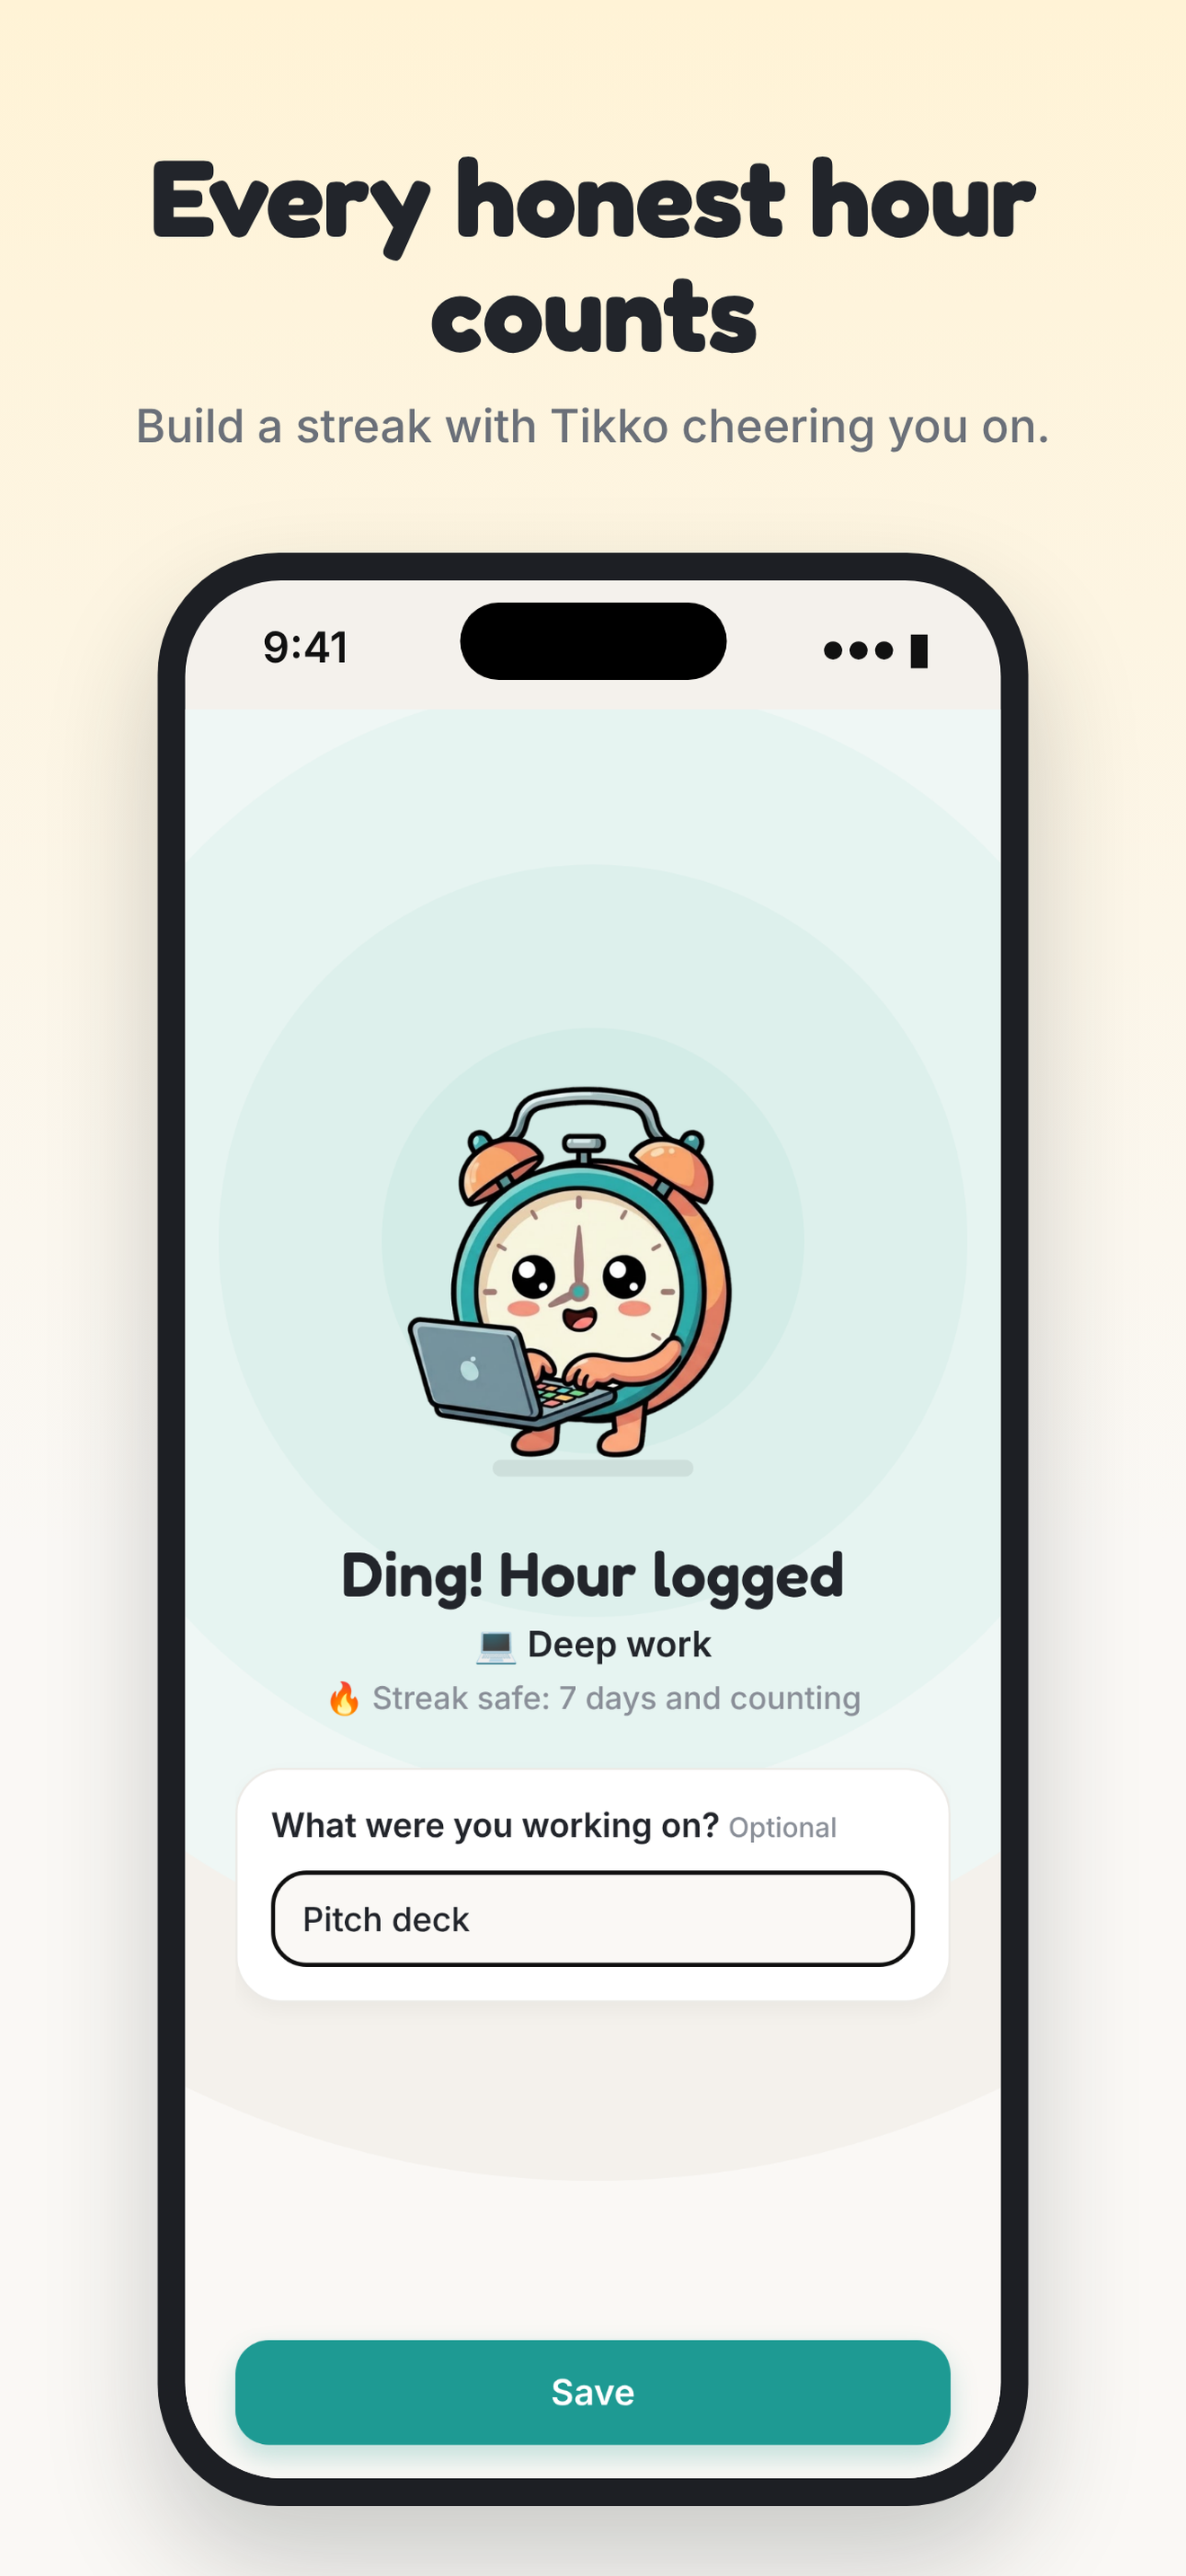 Every honest hour
counts
Build a streak with Tikko cheering you on.
9:41
Ding! Hour logged
💻 Deep work
🔥 Streak safe: 7 days and counting
What were you working on? Optional
Pitch deck
Save